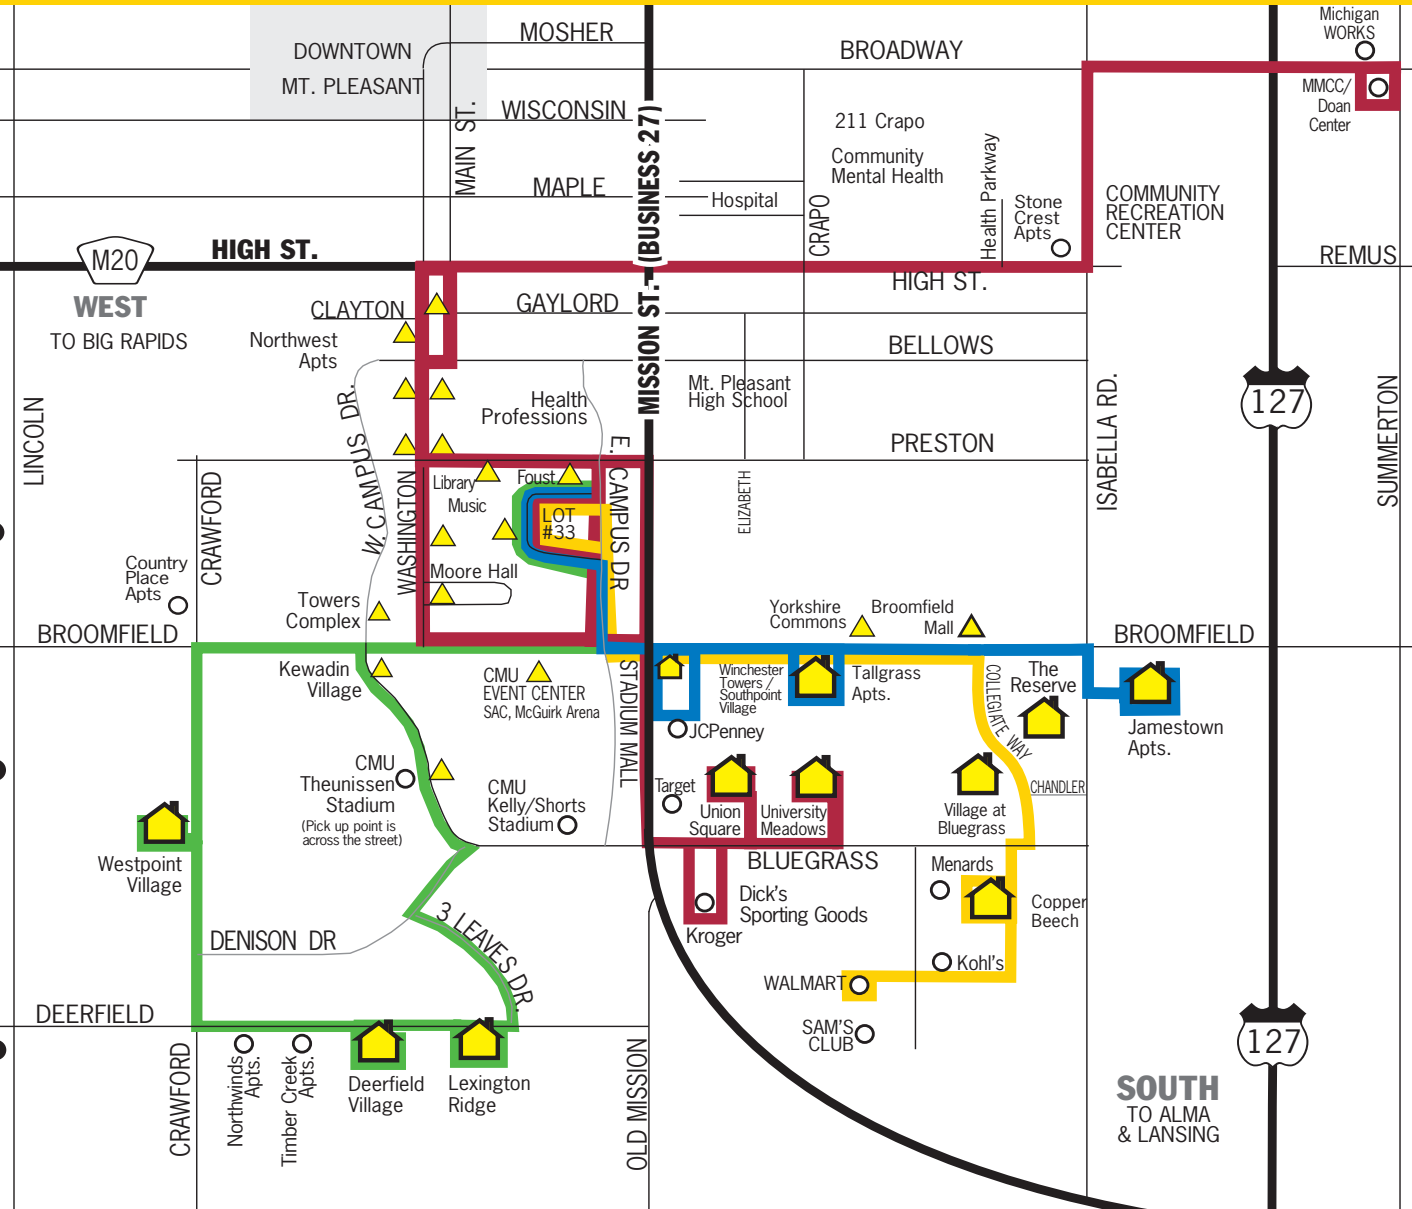 MOSHER
DOWNTOWN
MT. PLEASANT
BROADWAY
Michigan
WORKS
MMCC/
Doan
Center
WISCONSIN
MAIN ST.
MISSION ST. (BUSINESS 27)
211 Crapo
Community
Mental Health
MAPLE
Hospital
CRAPO
Health Parkway
Stone
Crest
Apts
COMMUNITY
RECREATION
CENTER
REMUS
M20
HIGH ST.
WEST
TO BIG RAPIDS
HIGH ST.
CLAYTON
GAYLORD
Northwest
Apts
BELLOWS
Mt. Pleasant
High School
Health
Professions
127
LINCOLN
W. CAMPUS DR.
PRESTON
ISABELLA RD.
SUMMERTON
CRAWFORD
WASHINGTON
Library
Music
Foust
LOT
#33
E. CAMPUS DR
ELIZABETH
Country
Place
Apts
Moore Hall
Towers
Complex
Yorkshire
Commons
Broomfield
Mall
BROOMFIELD
BROOMFIELD
Kewadin
Village
CMU
EVENT CENTER
SAC, McGuirk Arena
STADIUM MALL
Winchester
Towers /
Southpoint
Village
Tallgrass
Apts.
COLLEGIATE WAY
The
Reserve
Jamestown
Apts.
JCPenney
CMU
Theunissen
Stadium
(Pick up point is
across the street)
CMU
Kelly/Shorts
Stadium
Target
Union
Square
University
Meadows
Village at
Bluegrass
CHANDLER
Westpoint
Village
BLUEGRASS
Menards
Dick's
Sporting Goods
Copper
Beech
Kroger
3 LEAVES DR.
DENISON DR
Kohl's
WALMART
DEERFIELD
SAM'S
CLUB
127
CRAWFORD
Northwinds
Apts.
Timber Creek
Apts.
Deerfield
Village
Lexington
Ridge
OLD MISSION
SOUTH
TO ALMA
& LANSING